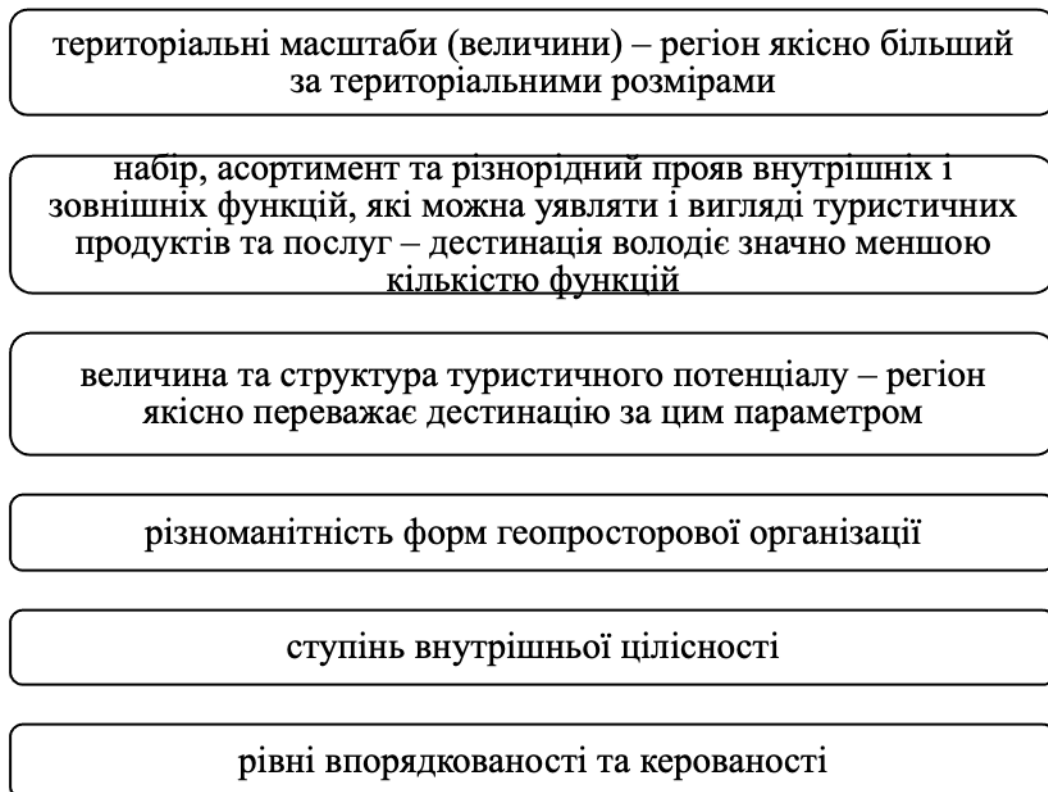 територіальні масштаби (величини) – регіон якісно більший
за територіальними розмірами
набір, асортимент та різнорідний прояв внутрішніх і
зовнішніх функцій, які можна уявляти і вигляді туристичних
продуктів та послуг – дестинація володіє значно меншою
кількістю функцій
величина та структура туристичного потенціалу – регіон
якісно переважає дестинацію за цим параметром
різноманітність форм геопросторової організації
ступінь внутрішньої цілісності
рівні впорядкованості та керованості